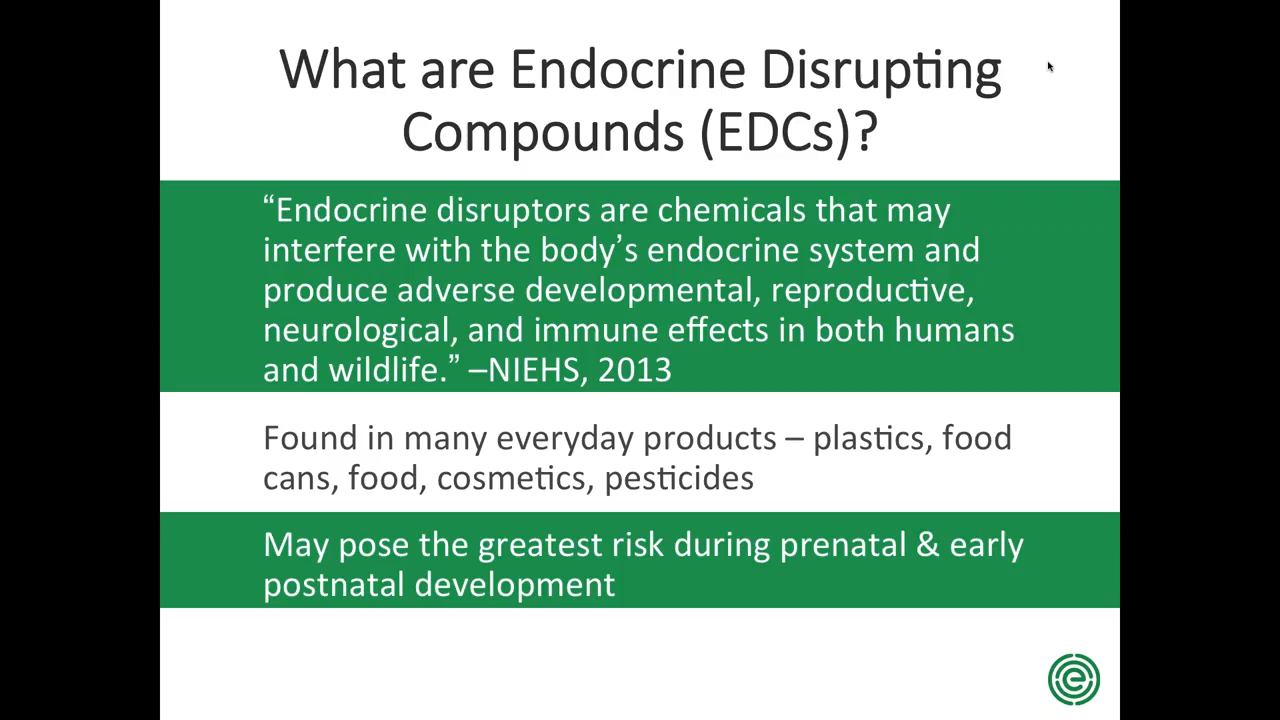 What are Endocrine Disrupting
Compounds (EDCs)?
“Endocrine disruptors are chemicals that may
interfere with the body’s endocrine system and
produce adverse developmental, reproductive,
neurological, and immune effects in both humans
and wildlife.” –NIEHS, 2013
Found in many everyday products – plastics, food
cans, food, cosmetics, pesticides
May pose the greatest risk during prenatal & early
postnatal development
e